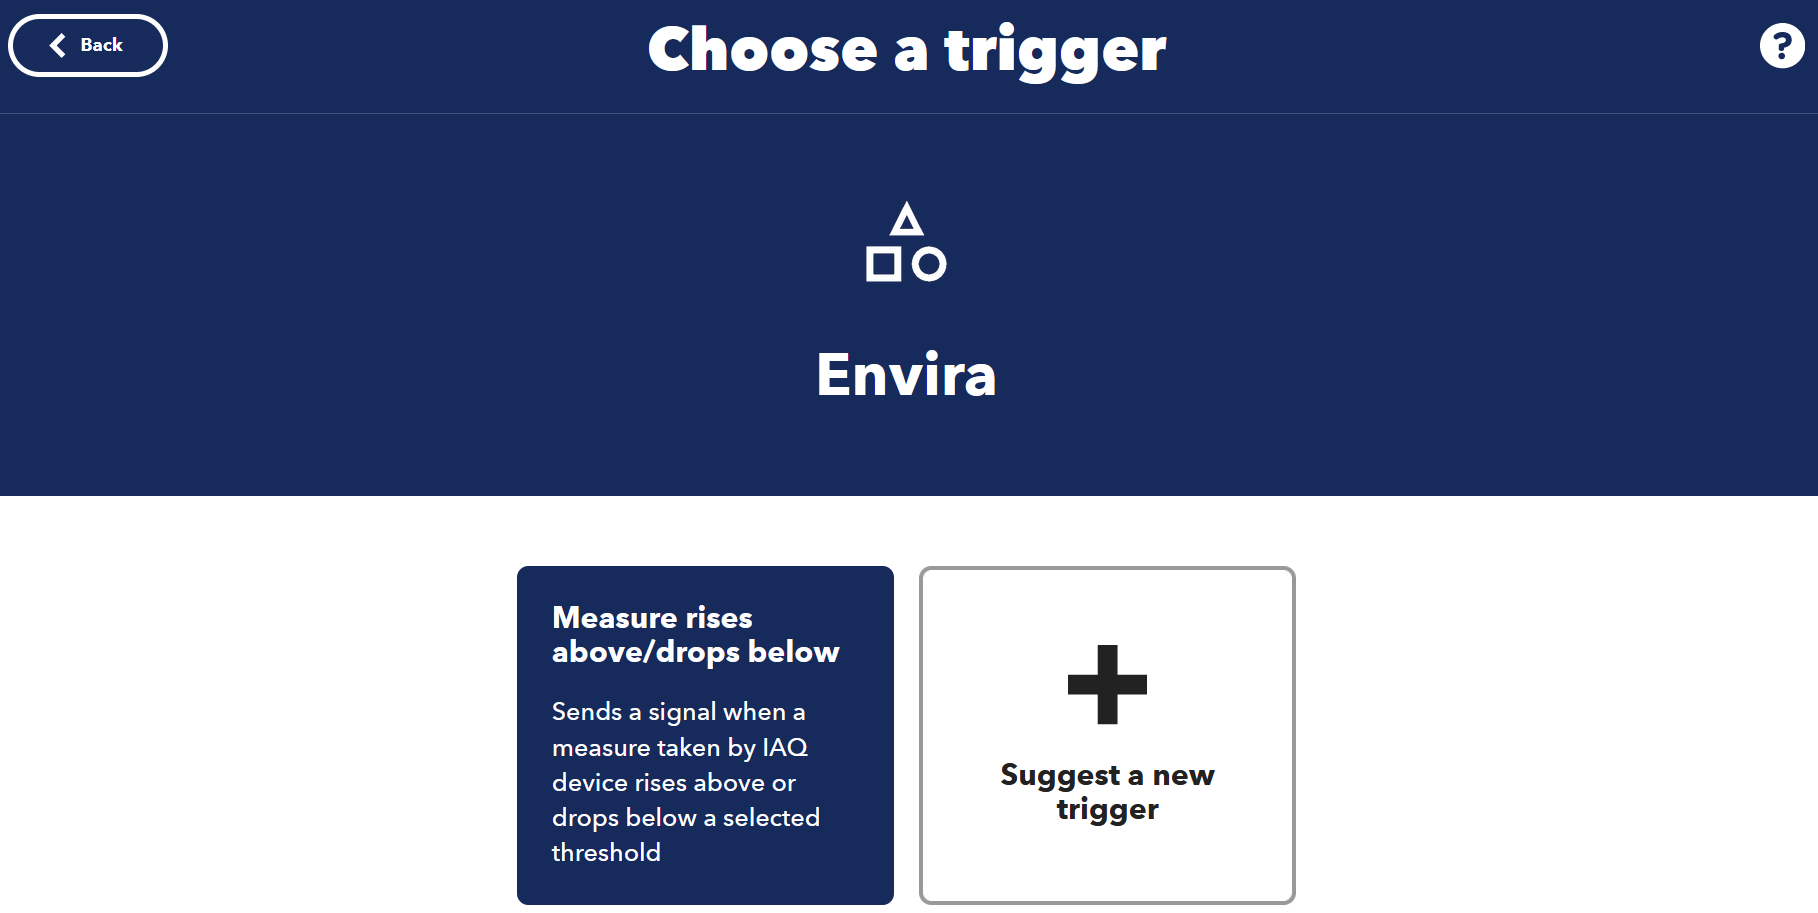 Back
Choose a trigger
?
Envira
Measure rises
above/drops below
Sends a signal when a
measure taken by IAQ
device rises above or
drops below a selected
threshold
Suggest a new
trigger